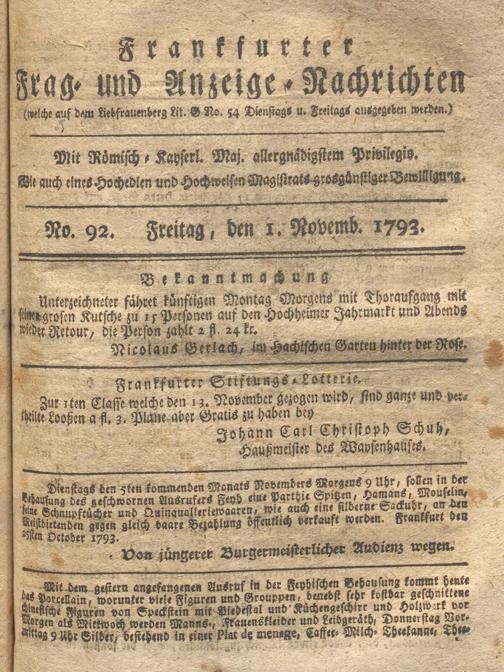 Frankfurter
Frag- und Anzeige-Nachrichten
(welche auf dem Liebfrauenberg Lit. G No. 54 Dienstags u. Freitags ausgegeben werden.)
Mit Römisch-Kayserl. Maj. allergnädigstem Privilegio.
Wie auch eines Hochedlen und Hochweisen Magistrats grosgünstiger Bewilligung.
No. 92. Freitag, den 1. Novemb. 1793.
Bekanntmachung
Unterzeichneter fähret künftigen Montag Morgens mit Thoraufgang mit
seiner grosen Kutsche zu 15 Personen auf den Hochheimer Jahrmarkt und Abends
wieder Retour, die Person zahlt 2 fl. 24 kr.
Nicolaus Gerlach, im Hachischen Garten hinter der Rose.
Frankfurter Stiftungs-Lotterie.
Zur 1ten Classe welche den 13. November gezogen wird, sind ganze und ver-
theilte Looßen a fl. 3. Plane aber Gratis zu haben bey
Johann Carl Christoph Schutz,
Haußmeister des Waysenhauses.
Dienstags den 5ten kommenden Monats Novembers Morgens 9 Uhr, sollen in der
Behausung des geschwornen Ausrufers Feyh eine Parthie Spitzen, Hamans, Mouselin,
feine Schnupftücher und Quinqualleriewaaren, wie auch eine silberne Sackuhr, an den
Meistbietenden gegen gleich baare Bezahlung öffentlich verkauft werden. Frankfurt den
25sten October 1793.
Von jüngerer Burgermeisterlicher Audienz wegen.
Mit dem gestern angefangenen Ausruf in der Feyhischen Behausung kommt heute
das Porcellain, worunter viele Figuren und Grouppen, benebst sehr kostbar geschnittene
chinesische Figuren von Speckstein mit Piedestal und Küchengeschirr und Holzwerk vor
Morgen als Mittwoch werden Manns-, Frauenkleider und Leibgeräth, Donnerstag Vor-
mittag 9 Uhr Silber, bestehend in einer Plat de menage, Caffee- Milch- Theekanne, Thee-